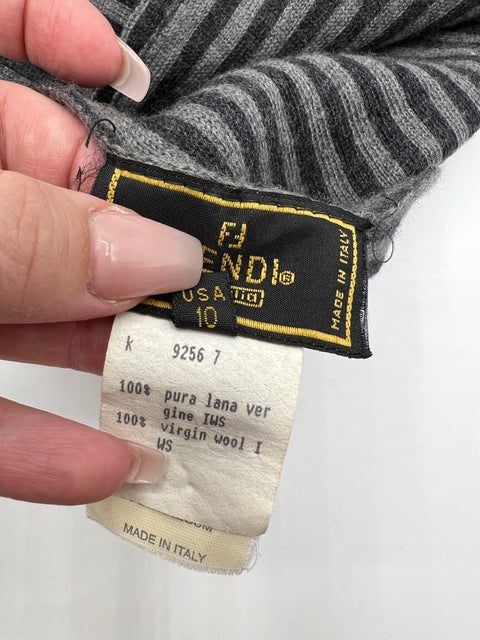 FENDI®
MADE IN ITALY
USA
10
k 9256 7
100% pura lana ver
gine IWS
100% virgin wool I
WS
MADE IN ITALY